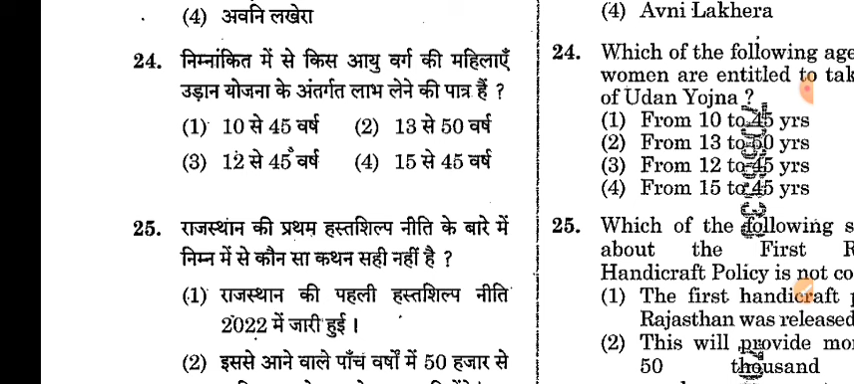 (4) अवनि लखेरा
24. निम्नांकित में से किस आयु वर्ग की महिलाएँ
उड़ान योजना के अंतर्गत लाभ लेने की पात्र हैं ?
(1) 10 से 45 वर्ष (2) 13 से 50 वर्ष
(3) 12 से 45 वर्ष (4) 15 से 45 वर्ष
25. राजस्थान की प्रथम हस्तशिल्प नीति के बारे में
निम्न में से कौन सा कथन सही नहीं है ?
(1) राजस्थान की पहली हस्तशिल्प नीति
2022 में जारी हुई ।
(2) इससे आने वाले पाँच वर्षों में 50 हजार से
(4) Avni Lakhera
24. Which of the following age
women are entitled to tak
of Udan Yojna ?
(1) From 10 to 45 yrs
(2) From 13 to 50 yrs
(3) From 12 to 45 yrs
(4) From 15 to 45 yrs
25. Which of the following s
about the First R
Handicraft Policy is not co
(1) The first handicraft p
Rajasthan was released
(2) This will provide mo
50 thousand